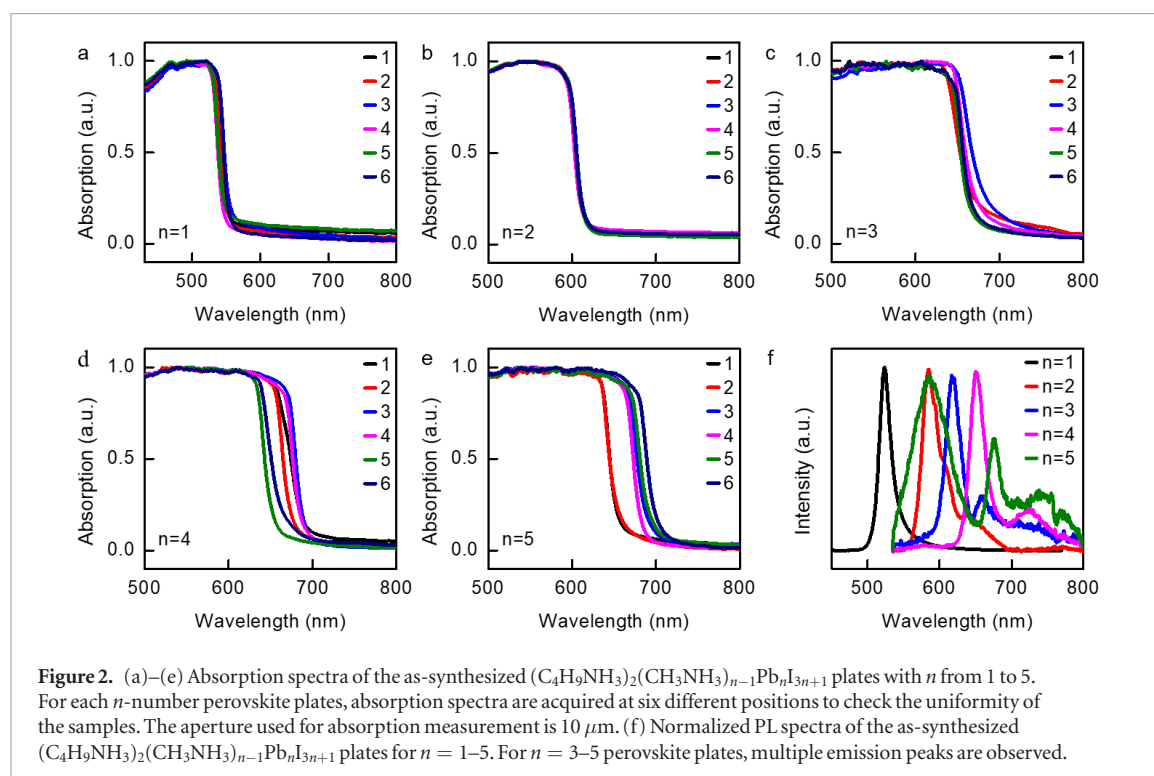 a
1.0
0.5
0.0
Absorption (a.u.)
1
2
3
4
5
6
n=1
500
600
700
800
Wavelength (nm)
b
1.0
0.5
0.0
Absorption (a.u.)
1
2
3
4
5
6
n=2
500
600
700
800
Wavelength (nm)
c
1.0
0.5
0.0
Absorption (a.u.)
1
2
3
4
5
6
n=3
500
600
700
800
Wavelength (nm)
d
1.0
0.5
0.0
Absorption (a.u.)
1
2
3
4
5
6
n=4
500
600
700
800
Wavelength (nm)
e
1.0
0.5
0.0
Absorption (a.u.)
1
2
3
4
5
6
n=5
500
600
700
800
Wavelength (nm)
f
Intensity (a.u.)
n=1
n=2
n=3
n=4
n=5
500
600
700
800
Wavelength (nm)
Figure 2. (a)–(e) Absorption spectra of the as-synthesized (C₄H₉NH₃)₂(CH₃NH₃)ₙ₋₁PbₙI₃ₙ₊₁ plates with n from 1 to 5.
For each n-number perovskite plates, absorption spectra are acquired at six different positions to check the uniformity of
the samples. The aperture used for absorption measurement is 10 μm. (f) Normalized PL spectra of the as-synthesized
(C₄H₉NH₃)₂(CH₃NH₃)ₙ₋₁PbₙI₃ₙ₊₁ plates for n = 1–5. For n = 3–5 perovskite plates, multiple emission peaks are observed.